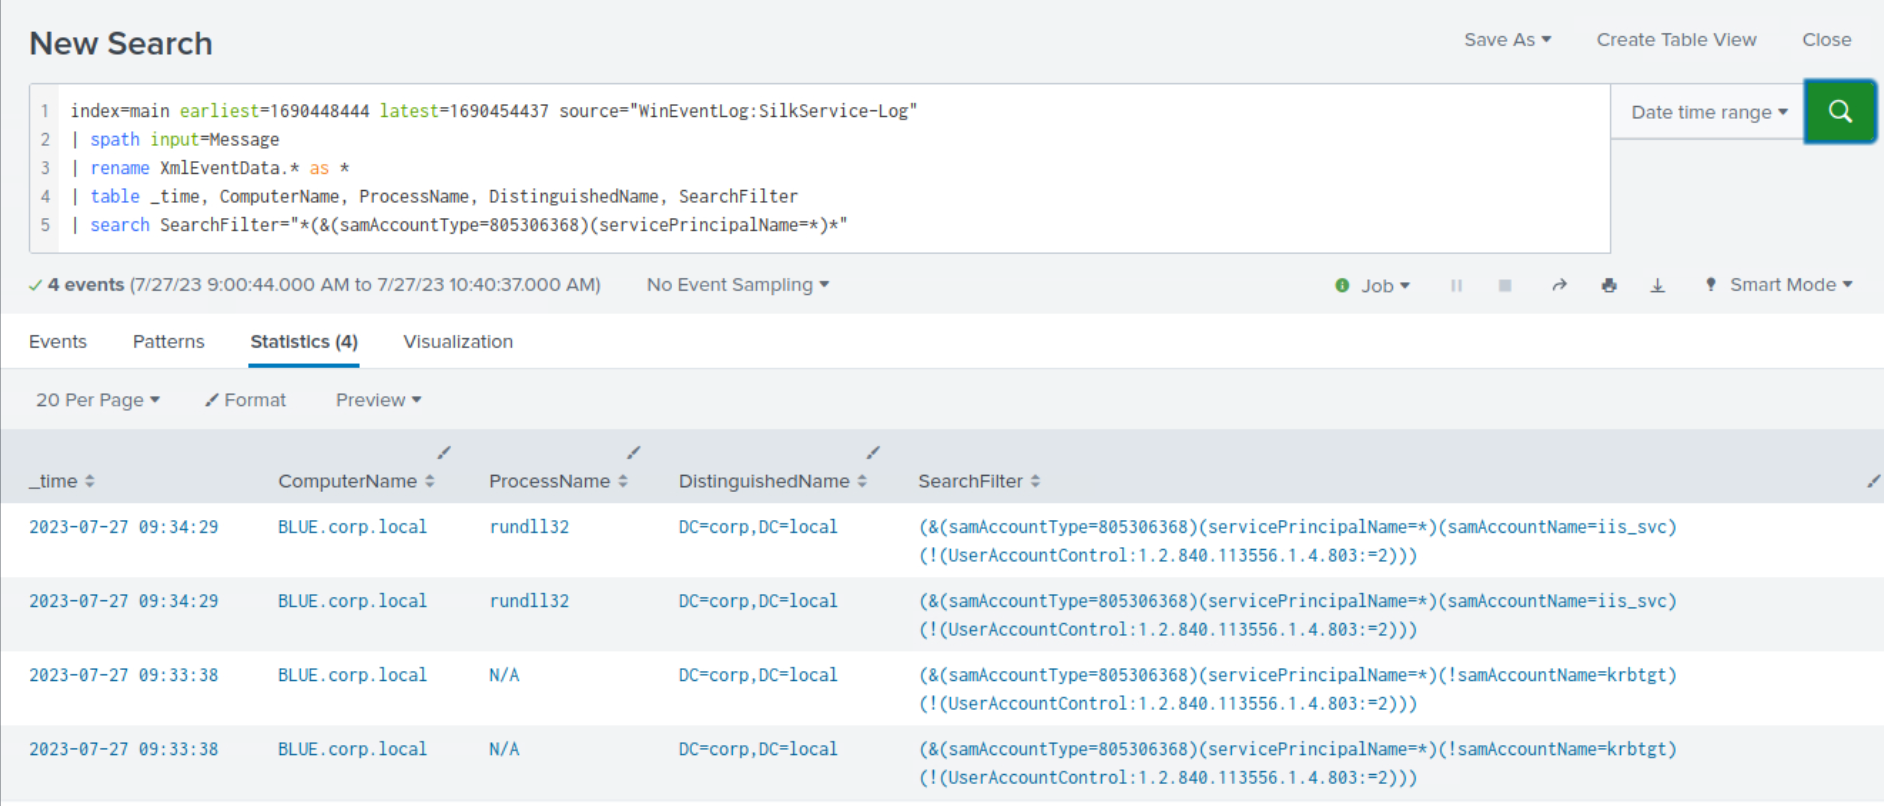 New Search
Save As
Create Table View
Close
1 index=main earliest=1690448444 latest=1690454437 source="WinEventLog:SilkService-Log"
2 | spath input=Message
3 | rename XmlEventData.* as *
4 | table _time, ComputerName, ProcessName, DistinguishedName, SearchFilter
5 | search SearchFilter="*(&(samAccountType=805306368)(servicePrincipalName=*)*"
Date time range
4 events (7/27/23 9:00:44.000 AM to 7/27/23 10:40:37.000 AM)
No Event Sampling
Job
Smart Mode
Events
Patterns
Statistics (4)
Visualization
20 Per Page
Format
Preview
_time
ComputerName
ProcessName
DistinguishedName
SearchFilter
2023-07-27 09:34:29
BLUE.corp.local
rundll32
DC=corp,DC=local
(&(samAccountType=805306368)(servicePrincipalName=*)(samAccountName=iis_svc)
(!(UserAccountControl:1.2.840.113556.1.4.803:=2)))
2023-07-27 09:34:29
BLUE.corp.local
rundll32
DC=corp,DC=local
(&(samAccountType=805306368)(servicePrincipalName=*)(samAccountName=iis_svc)
(!(UserAccountControl:1.2.840.113556.1.4.803:=2)))
2023-07-27 09:33:38
BLUE.corp.local
N/A
DC=corp,DC=local
(&(samAccountType=805306368)(servicePrincipalName=*)(!samAccountName=krbtgt)
(!(UserAccountControl:1.2.840.113556.1.4.803:=2)))
2023-07-27 09:33:38
BLUE.corp.local
N/A
DC=corp,DC=local
(&(samAccountType=805306368)(servicePrincipalName=*)(!samAccountName=krbtgt)
(!(UserAccountControl:1.2.840.113556.1.4.803:=2)))